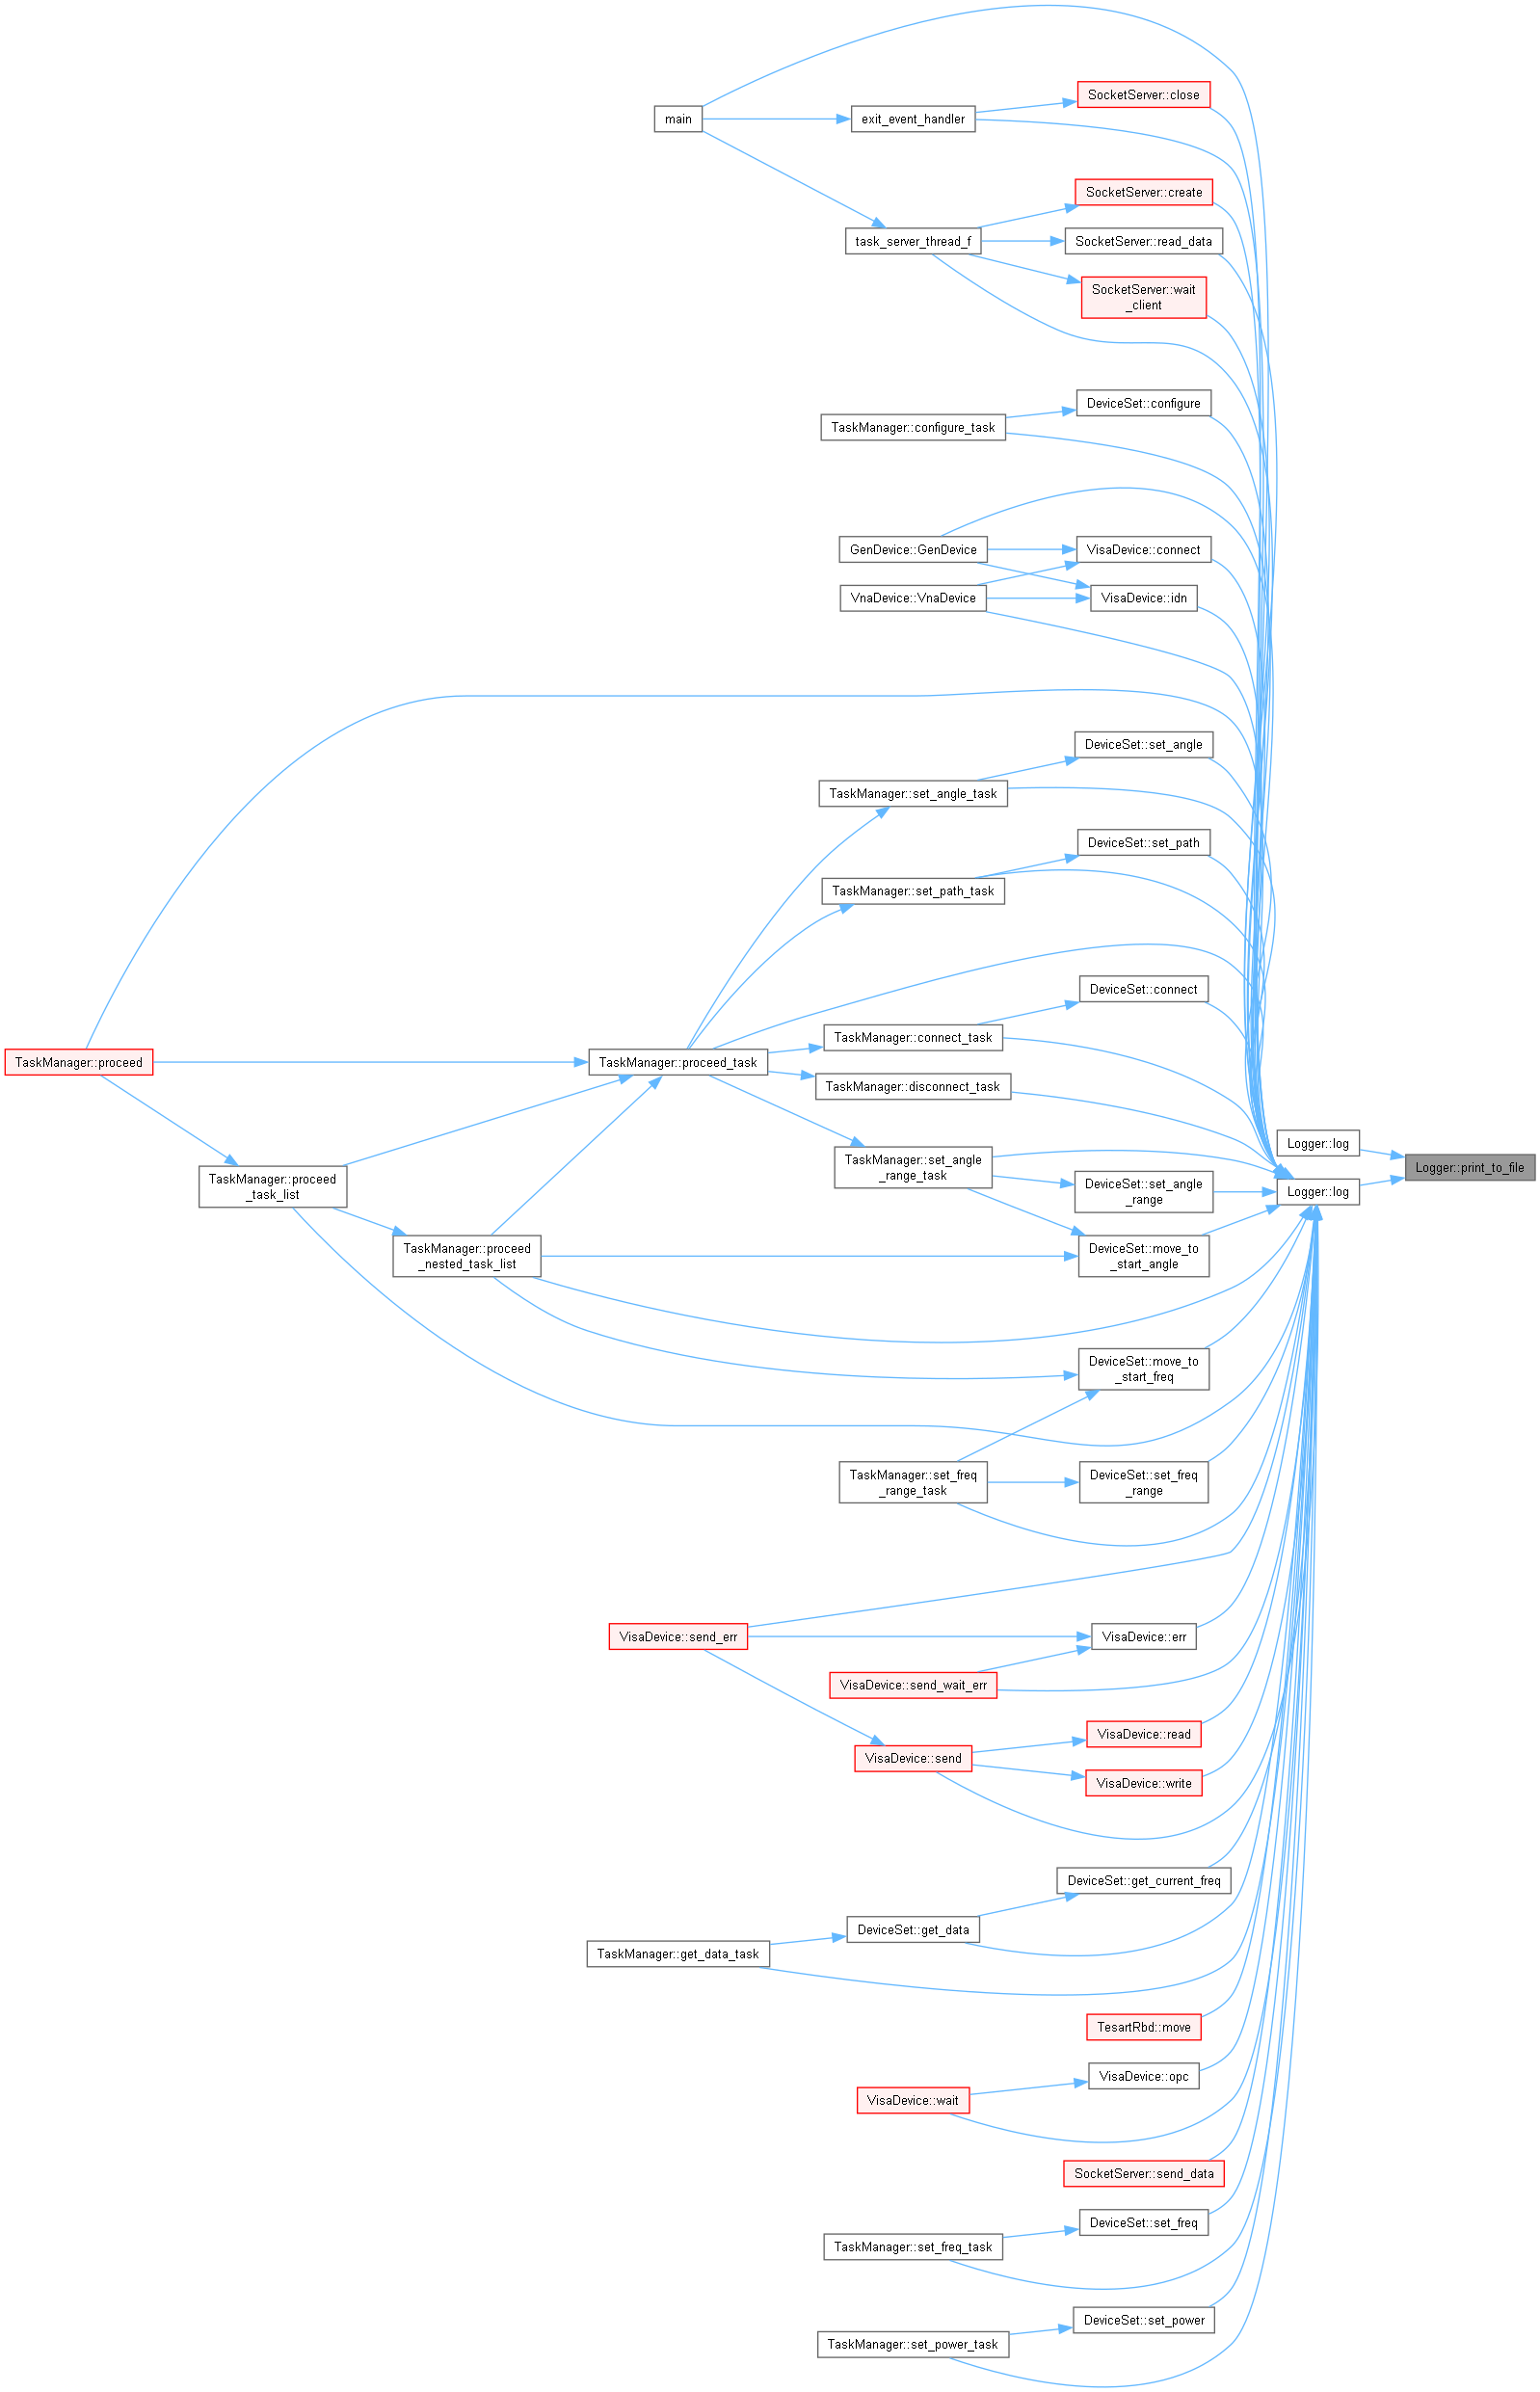 SocketServer::close
main
exit_event_handler
SocketServer::create
task_server_thread_f
SocketServer::read_data
SocketServer::wait
_client
DeviceSet::configure
TaskManager::configure_task
GenDevice::GenDevice
VisaDevice::connect
VnaDevice::VnaDevice
VisaDevice::idn
DeviceSet::set_angle
TaskManager::set_angle_task
DeviceSet::set_path
TaskManager::set_path_task
DeviceSet::connect
TaskManager::connect_task
TaskManager::proceed
TaskManager::proceed_task
TaskManager::disconnect_task
Logger::log
Logger::print_to_file
TaskManager::set_angle
_range_task
TaskManager::proceed
_task_list
DeviceSet::set_angle
_range
Logger::log
TaskManager::proceed
_nested_task_list
DeviceSet::move_to
_start_angle
DeviceSet::move_to
_start_freq
TaskManager::set_freq
_range_task
DeviceSet::set_freq
_range
VisaDevice::send_err
VisaDevice::err
VisaDevice::send_wait_err
VisaDevice::read
VisaDevice::send
VisaDevice::write
DeviceSet::get_current_freq
DeviceSet::get_data
TaskManager::get_data_task
TesartRbd::move
VisaDevice::opc
VisaDevice::wait
SocketServer::send_data
DeviceSet::set_freq
TaskManager::set_freq_task
DeviceSet::set_power
TaskManager::set_power_task